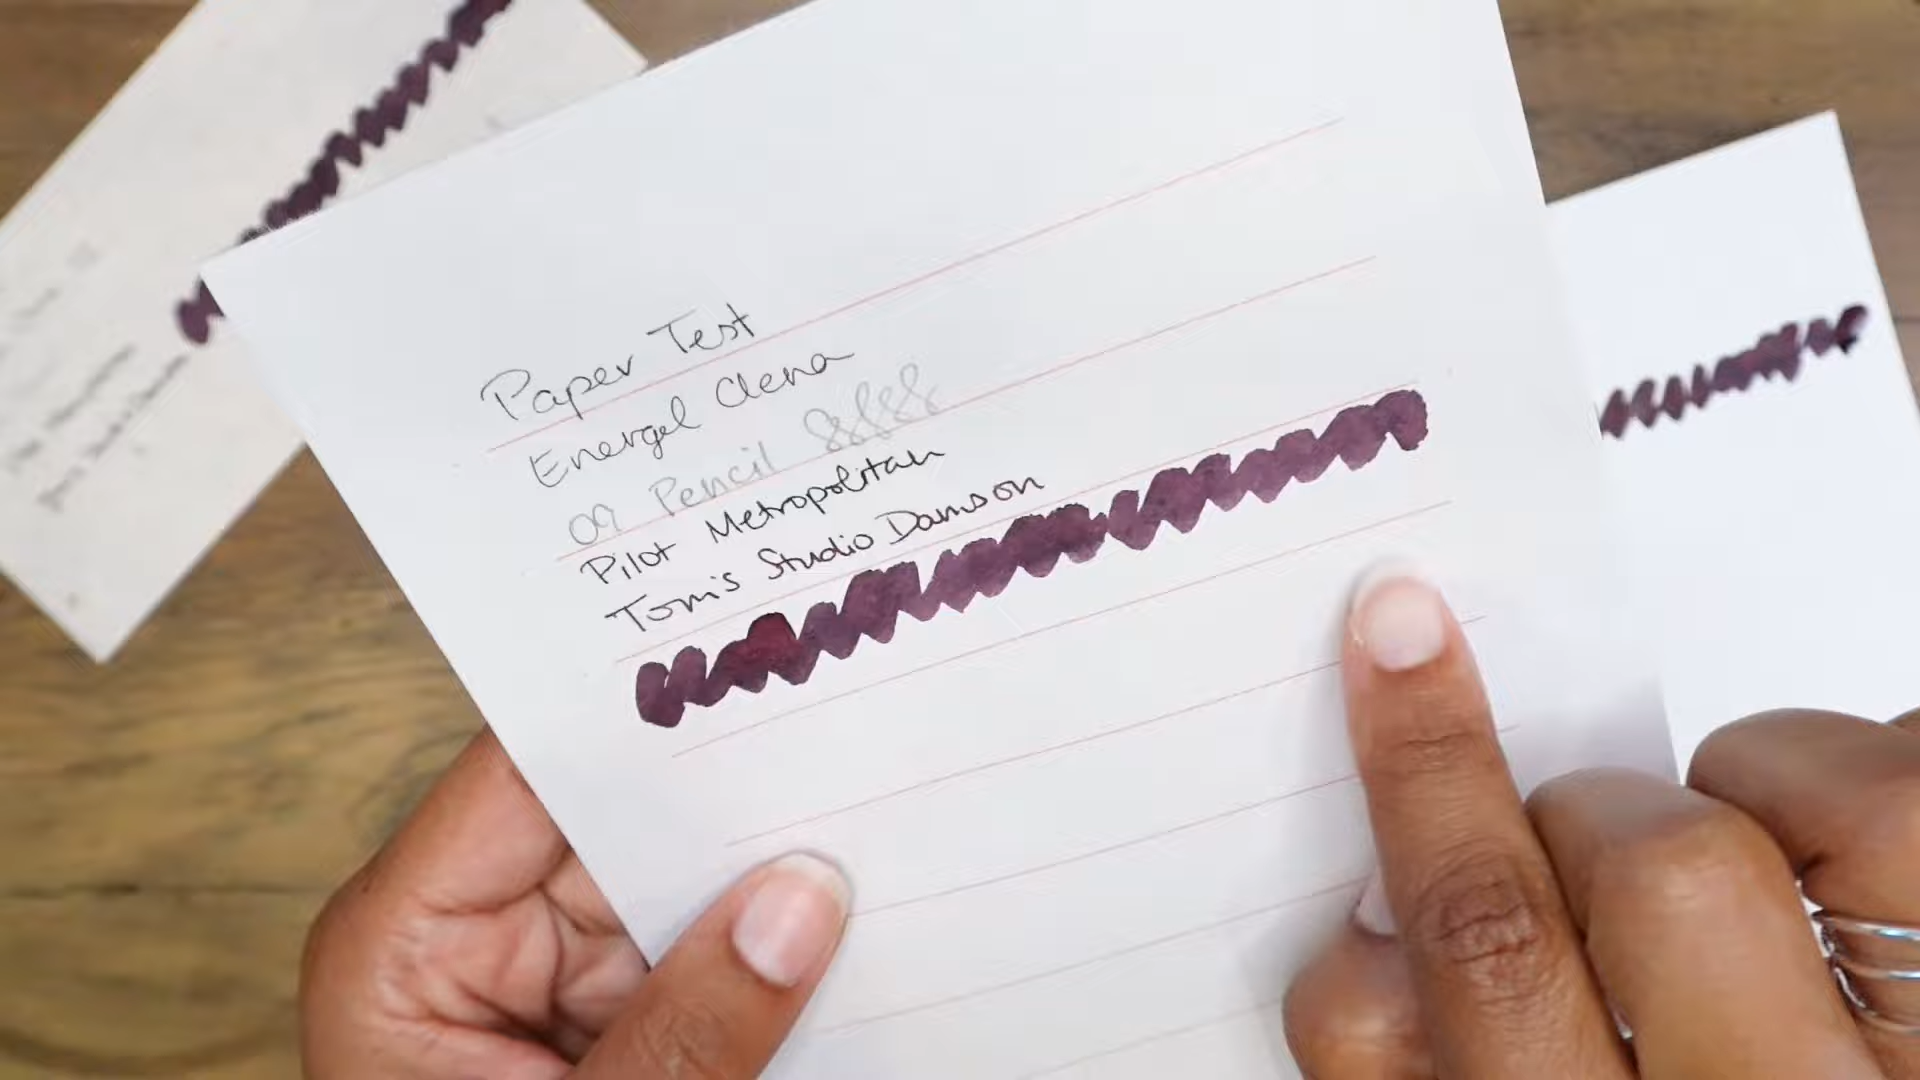 Paper Test
Energel Clena
09 Pencil
Pilot Metropolitan
Tom's Studio Damson